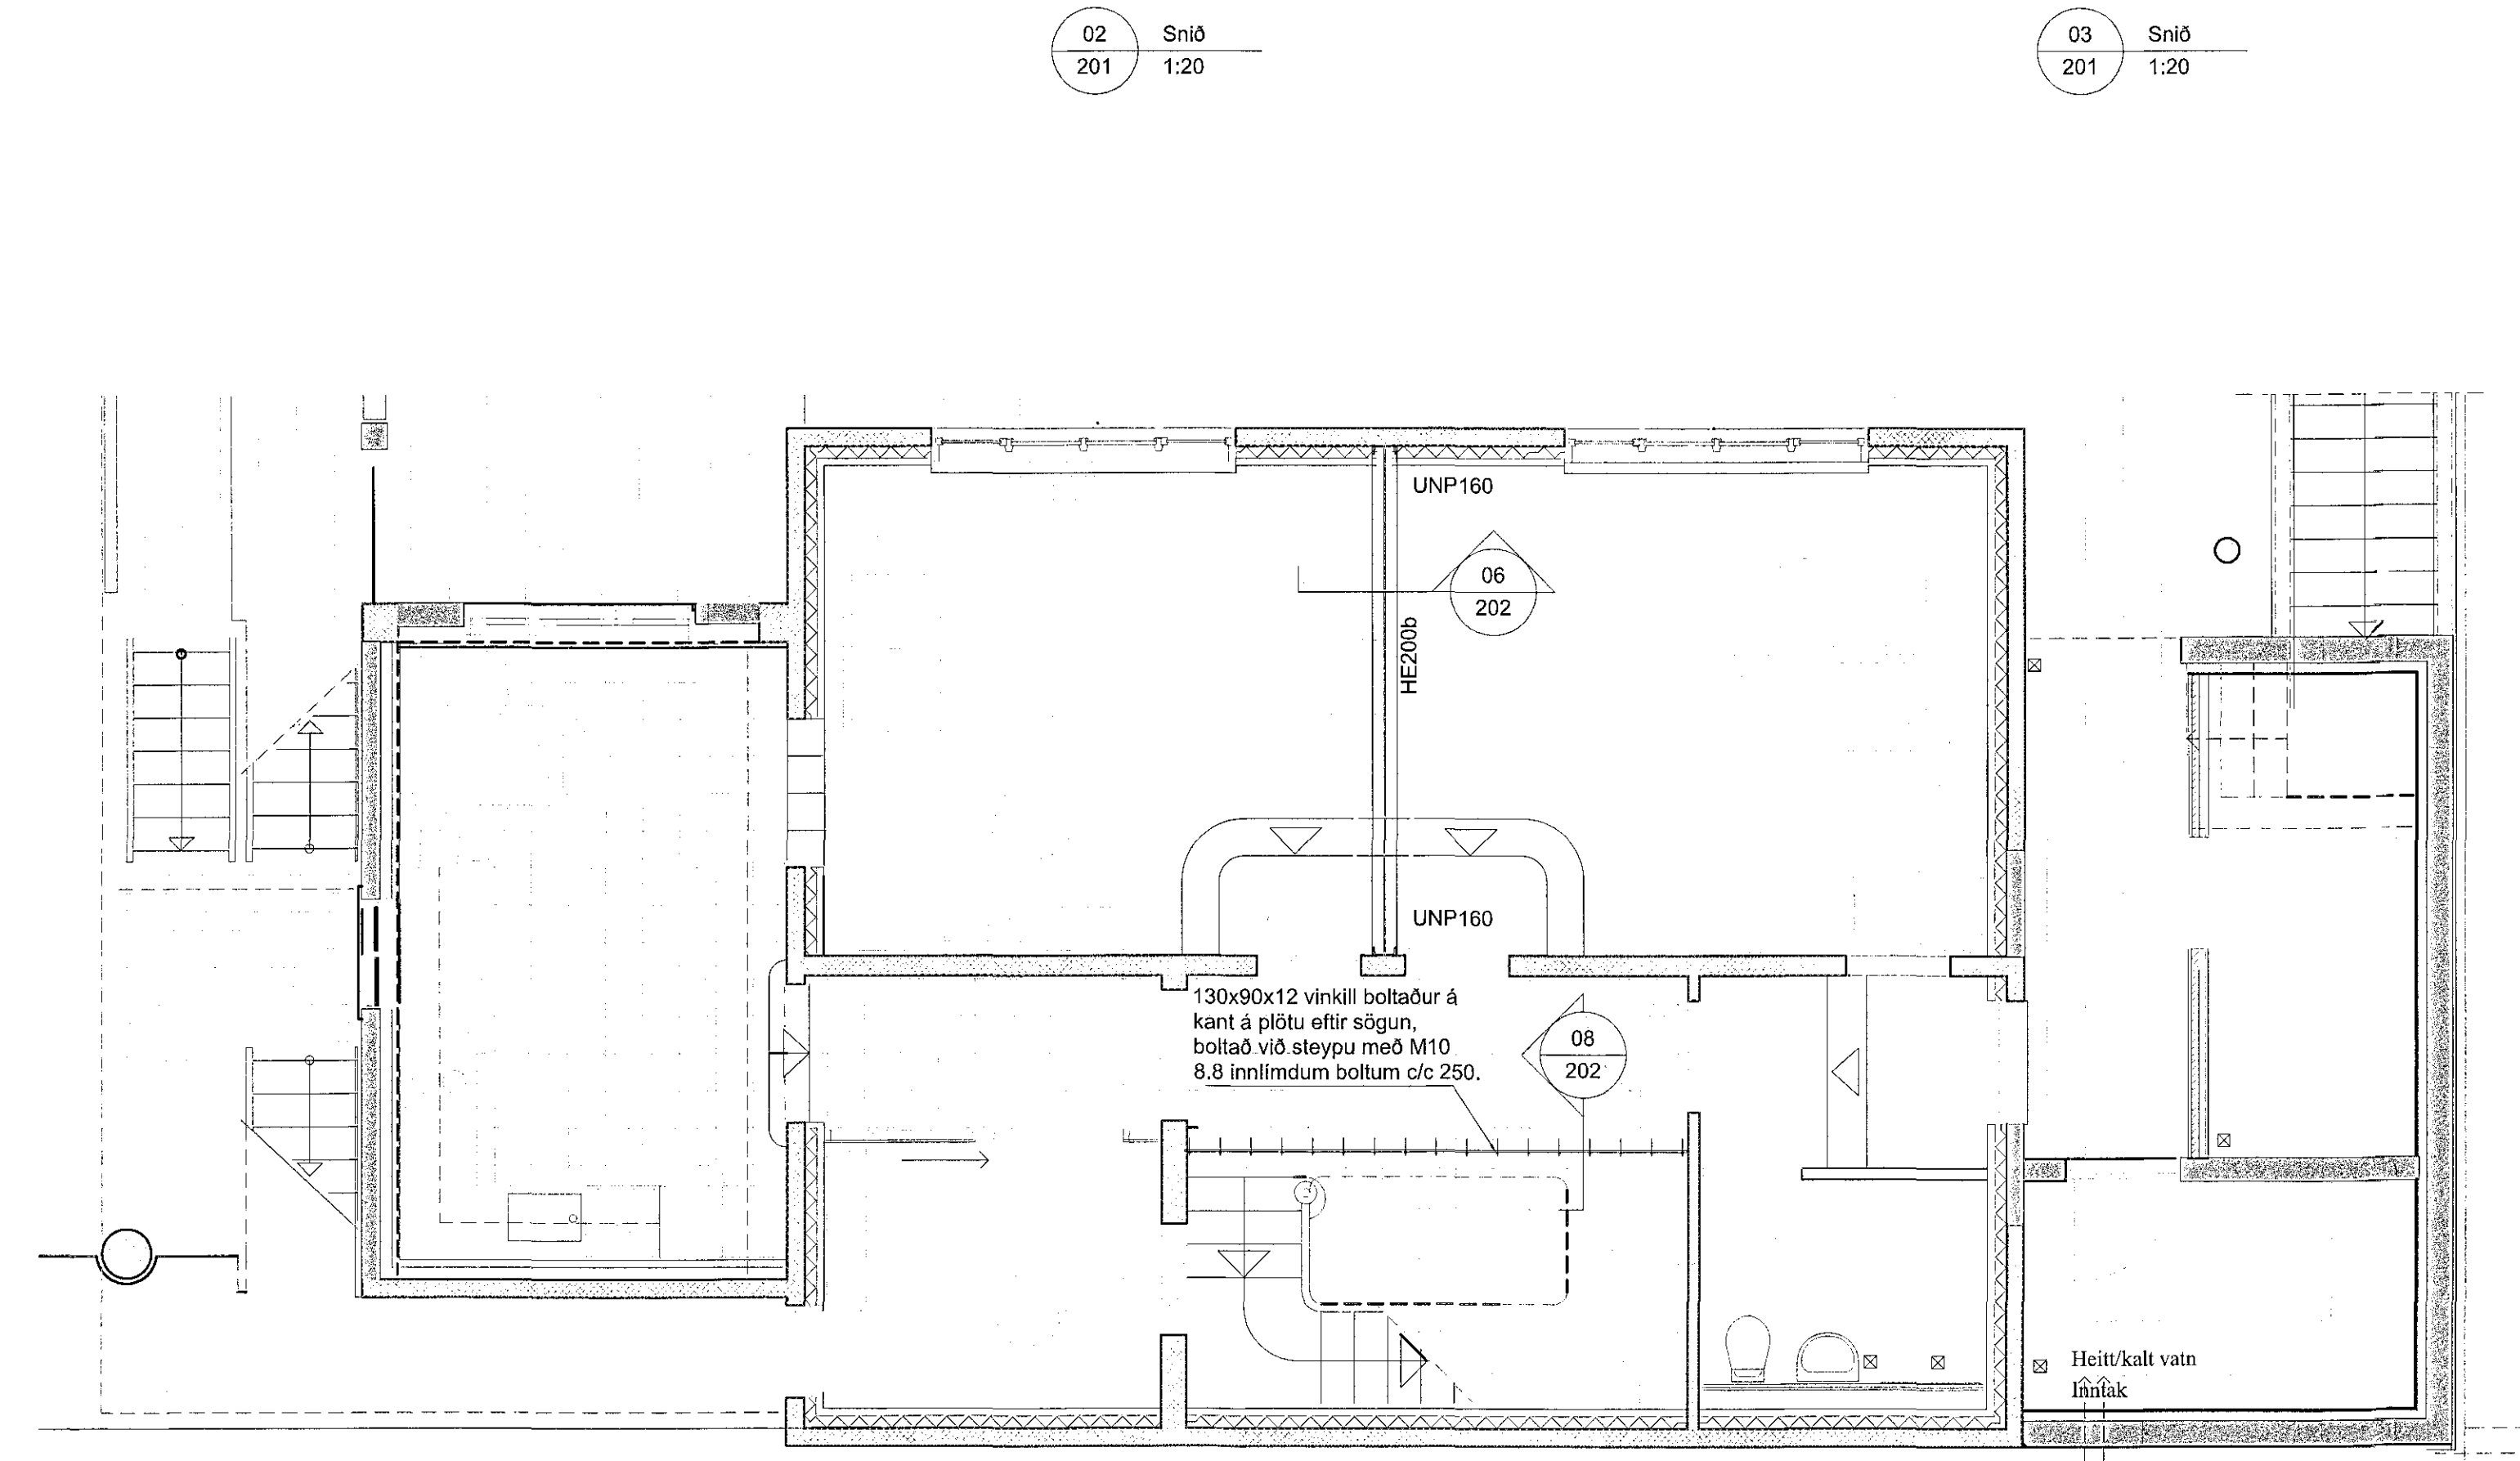 02 Snið
201 1:20
03 Snið
201 1:20
UNP160
06
202
HE200b
UNP160
130x90x12 vinkill boltaður á
kant á plötu eftir sögun,
boltað við steypu með M10
8.8 innlímdum boltum c/c 250.
08
202
Heitt/kalt vatn
Inntak